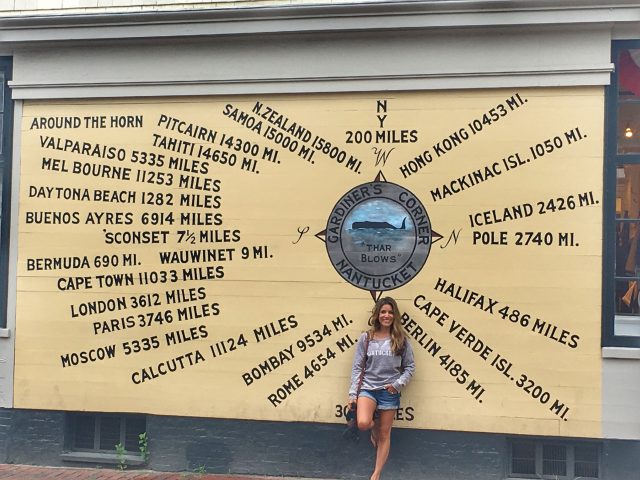 AROUND THE HORN
PITCAIRN 14300 MI.
TAHITI 14650 MI.
SAMOA 15000 MI.
N.ZEALAND 15800 MI.
VALPARAISO 5335 MILES
MEL BOURNE 11253 MILES
DAYTONA BEACH 1282 MILES
BUENOS AYRES 6914 MILES
'SCONSET 7½ MILES
BERMUDA 690 MI.
WAUWINET 9 MI.
CAPE TOWN 11033 MILES
LONDON 3612 MILES
PARIS 3746 MILES
MOSCOW 5335 MILES
CALCUTTA 11124 MILES
BOMBAY 9534 MI.
ROME 4654 MI.
N
Y
200 MILES
W
S
N
GARDINER'S CORNER
"THAR
BLOWS"
NANTUCKET
HONG KONG 10453 MI.
MACKINAC ISL. 1050 MI.
ICELAND 2426 MI.
POLE 2740 MI.
HALIFAX 486 MILES
CAPE VERDE ISL. 3200 MI.
BERLIN 4185 MI.
MILES